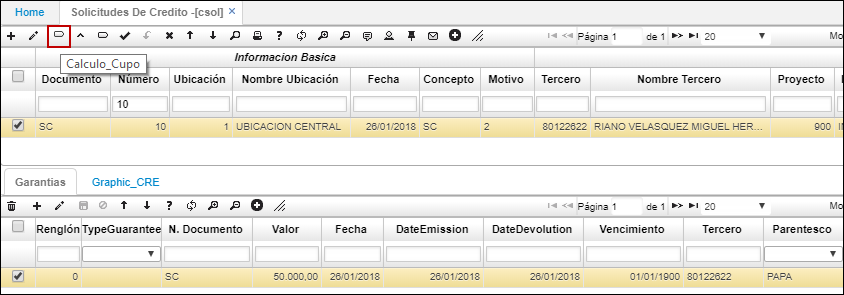 Home Solicitudes De Credito -[csol] ×
Página 1 de 1 20 Mo
Calculo_Cupo
Informacion Basica
Documento Número Ubicación Nombre Ubicación Fecha Concepto Motivo Tercero Nombre Tercero Proyecto
10
SC 10 1 UBICACION CENTRAL 26/01/2018 SC 2 80122622 RIANO VELASQUEZ MIGUEL HER... 900
Garantias Graphic_CRE
Página 1 de 1 20 Mo
Renglón TypeGuarantee N. Documento Valor Fecha DateEmission DateDevolution Vencimiento Tercero Parentesco
0 SC 50.000,00 26/01/2018 26/01/2018 26/01/2018 01/01/1900 80122622 PAPA